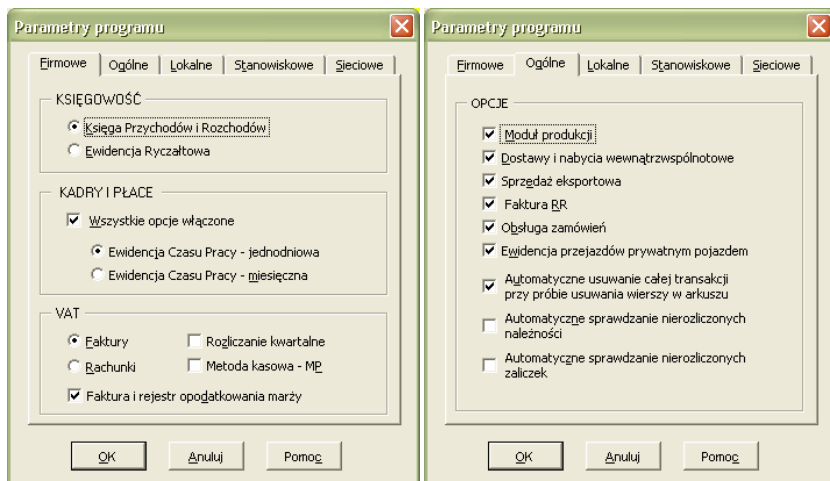 Parametry programu
Firmowe
Ogólne
Lokalne
Stanowiskowe
Sieciowe
KSIĘGOWOŚĆ
Księga Przychodów i Rozchodów
Ewidencja Ryczałtowa
KADRY I PŁACE
Wszystkie opcje włączone
Ewidencja Czasu Pracy - jednodniowa
Ewidencja Czasu Pracy - miesięczna
VAT
Faktury
Rozliczanie kwartalne
Rachunki
Metoda kasowa - MP
Faktura i rejestr opodatkowania marży
OK
Anuluj
Pomoc
Parametry programu
Firmowe
Ogólne
Lokalne
Stanowiskowe
Sieciowe
OPCJE
Moduł produkcji
Dostawy i nabycia wewnątrzwspólnotowe
Sprzedaż eksportowa
Faktura RR
Obsługa zamówień
Ewidencja przejazdów prywatnym pojazdem
Automatyczne usuwanie całej transakcji
przy próbie usuwania wierszy w arkuszu
Automatyczne sprawdzanie nierozliczonych
należności
Automatyczne sprawdzanie nierozliczonych
zaliczek
OK
Anuluj
Pomoc